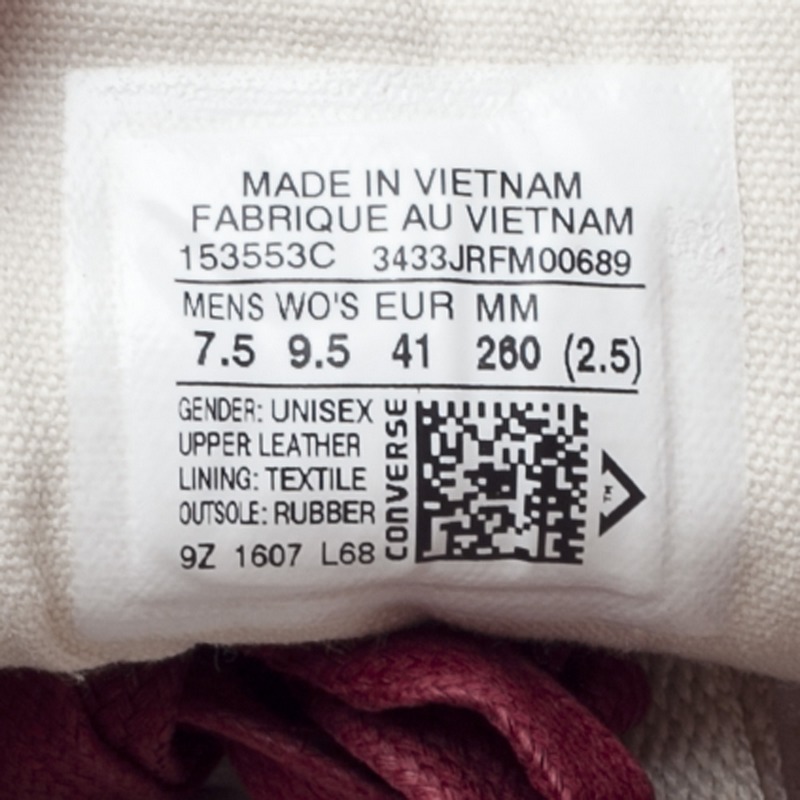 MADE IN VIETNAM
FABRIQUE AU VIETNAM
153553C 3433JRFM00689
MENS WO'S EUR MM
7.5 9.5 41 260 (2.5)
GENDER: UNISEX
UPPER LEATHER
LINING: TEXTILE
OUTSOLE: RUBBER
9Z 1607 L68
CONVERSE
TM